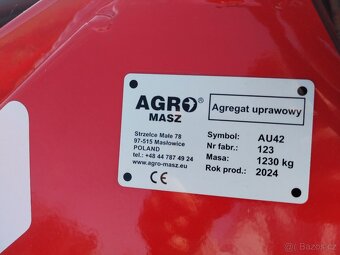 AGRO®
MASZ
Agregat uprawowy
Strzelce Małe 78
97-515 Masłowice
POLAND
tel.: +48 44 787 49 24
www.agro-masz.eu
CE
Symbol: AU42
Nr fabr.: 123
Masa: 1230 kg
Rok prod.: 2024
Bazoš.cz